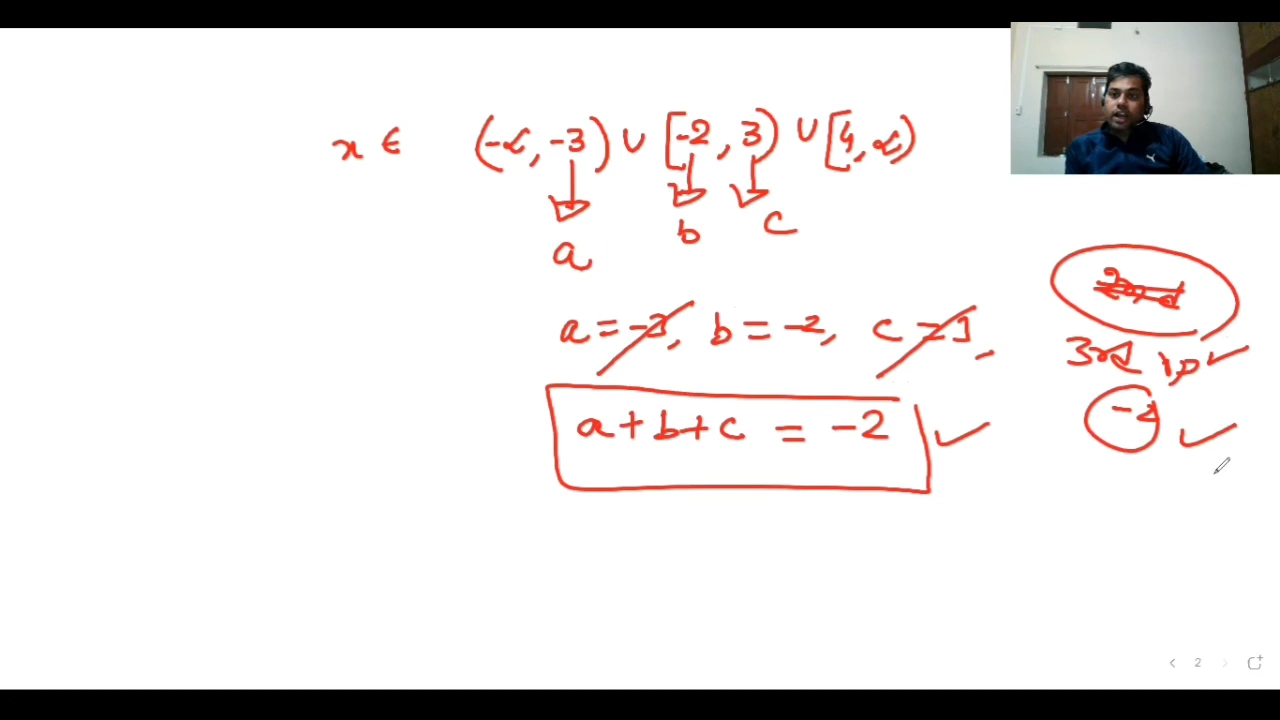 x ∈ (-∞, -3) ∪ [-2, 3) ∪ [4, ∞)
a b c
a = -3, b = -2, c = 3,
a + b + c = -2
3rd
-2
2